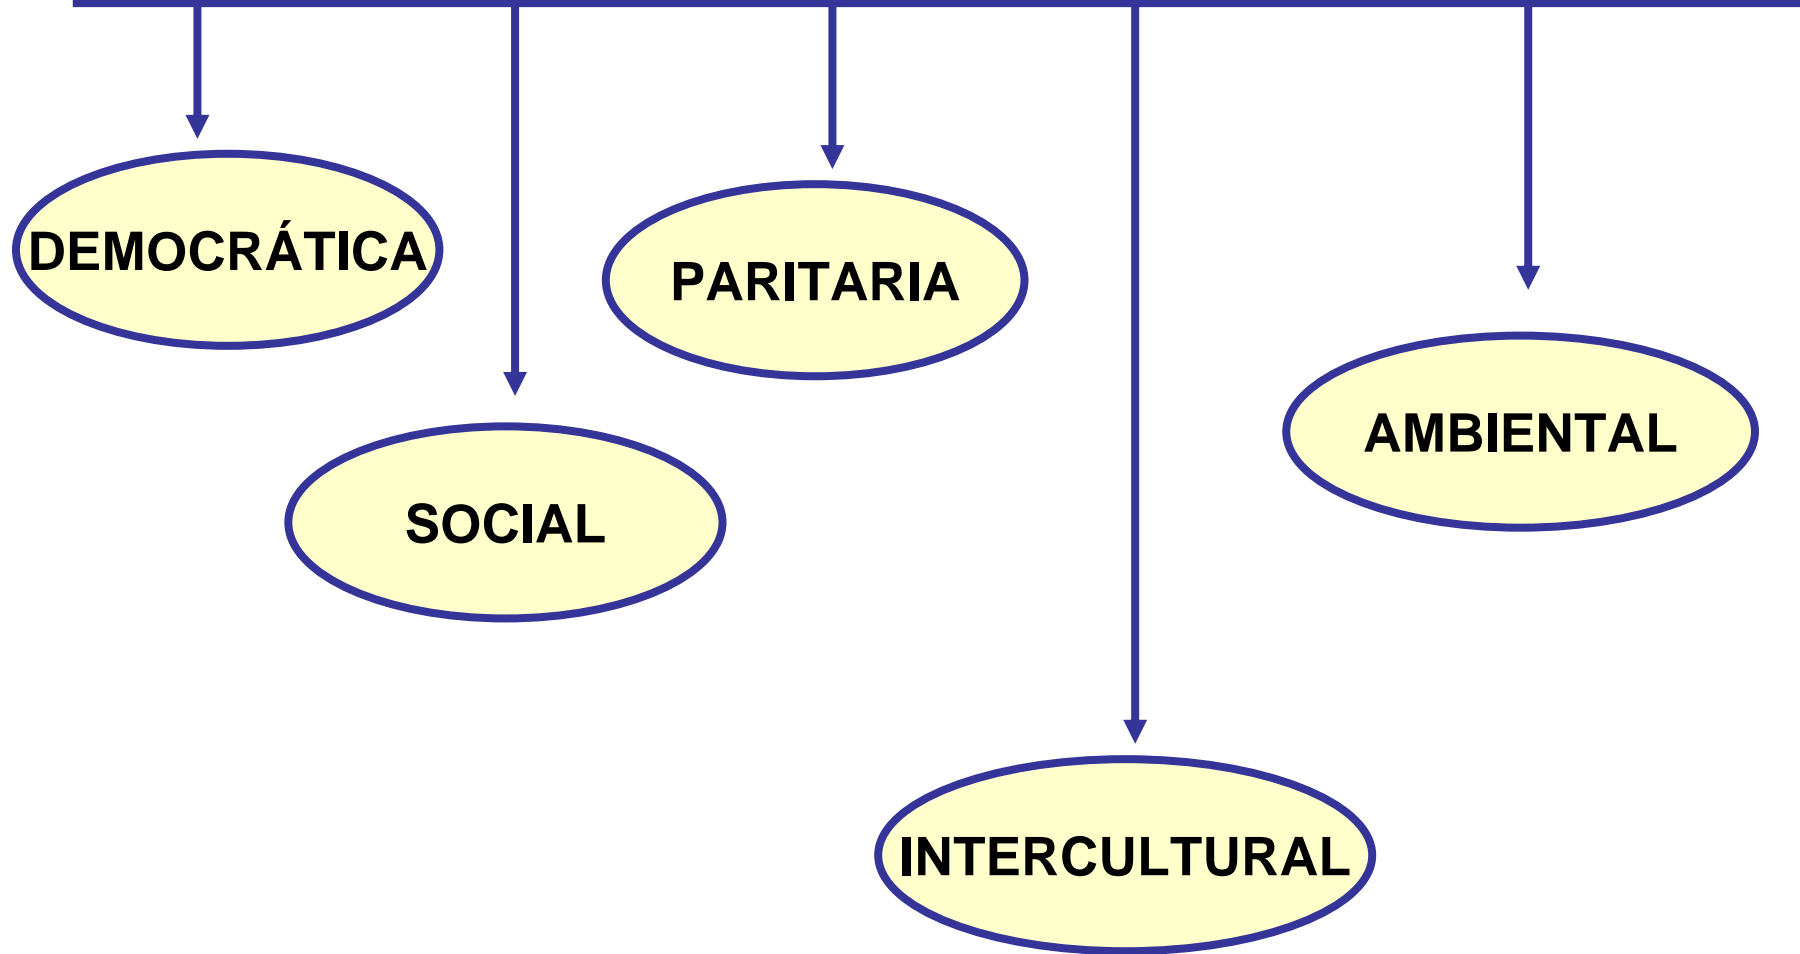 DEMOCRÁTICA
SOCIAL
PARITARIA
INTERCULTURAL
AMBIENTAL